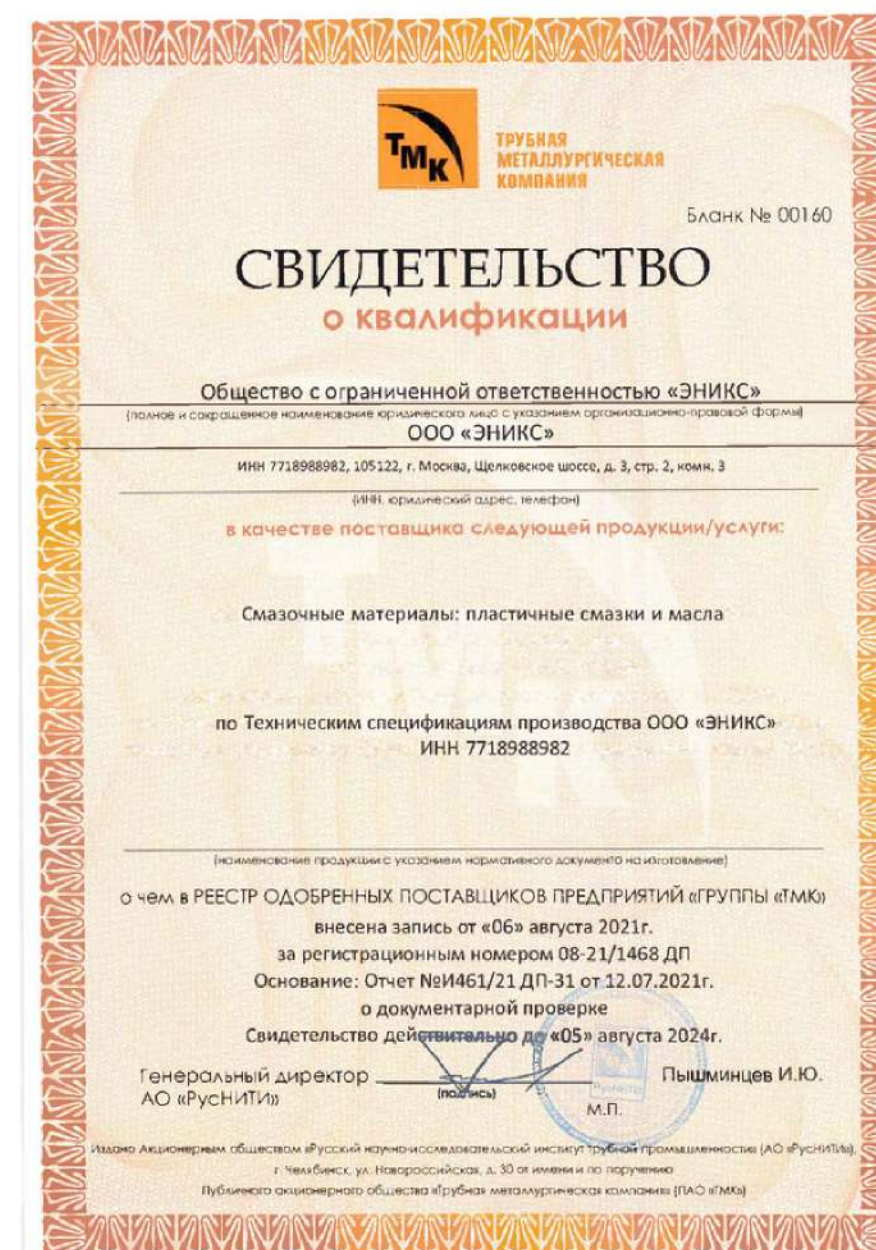 ТМК
ТРУБНАЯ
МЕТАЛЛУРГИЧЕСКАЯ
КОМПАНИЯ
Бланк № 00160
СВИДЕТЕЛЬСТВО
о квалификации
Общество с ограниченной ответственностью «ЭНИКС»
(полное и сокращенное наименование юридического лица с указанием организационно-правовой формы)
ООО «ЭНИКС»
ИНН 7718988982, 105122, г. Москва, Щелковское шоссе, д. 3, стр. 2, комн. 3
(ИНН, юридический адрес, телефон)
в качестве поставщика следующей продукции/услуги:
Смазочные материалы: пластичные смазки и масла
по Техническим спецификациям производства ООО «ЭНИКС»
ИНН 7718988982
(наименование продукции с указанием нормативного документа на изготовление)
о чем в РЕЕСТР ОДОБРЕННЫХ ПОСТАВЩИКОВ ПРЕДПРИЯТИЙ «ГРУППЫ «ТМК»
внесена запись от «06» августа 2021г.
за регистрационным номером 08-21/1468 ДП
Основание: Отчет №И461/21 ДП-31 от 12.07.2021г.
о документарной проверке
Свидетельство действительно до «05» августа 2024г.
Генеральный директор Пышминцев И.Ю.
АО «РусНИТИ» (подпись) М.П.
РусНИТИ
Издано Акционерным обществом «Русский научно-исследовательский институт трубной промышленности» (АО «РусНИТИ»),
г. Челябинск, ул. Новороссийская, д. 30 от имени и по поручению
Публичного акционерного общества «Трубная металлургическая компания» (ПАО «ТМК»)